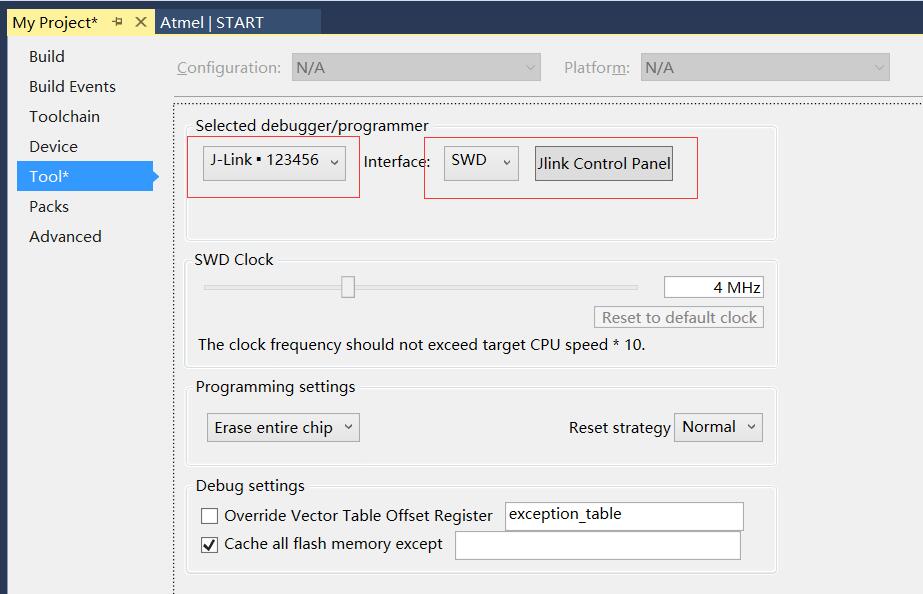 My Project*
Atmel | START
Build
Build Events
Toolchain
Device
Tool*
Packs
Advanced
Configuration: N/A Platform: N/A
Selected debugger/programmer
J-Link ▪ 123456 Interface: SWD Jlink Control Panel
SWD Clock
4 MHz
Reset to default clock
The clock frequency should not exceed target CPU speed * 10.
Programming settings
Erase entire chip Reset strategy Normal
Debug settings
Override Vector Table Offset Register exception_table
Cache all flash memory except